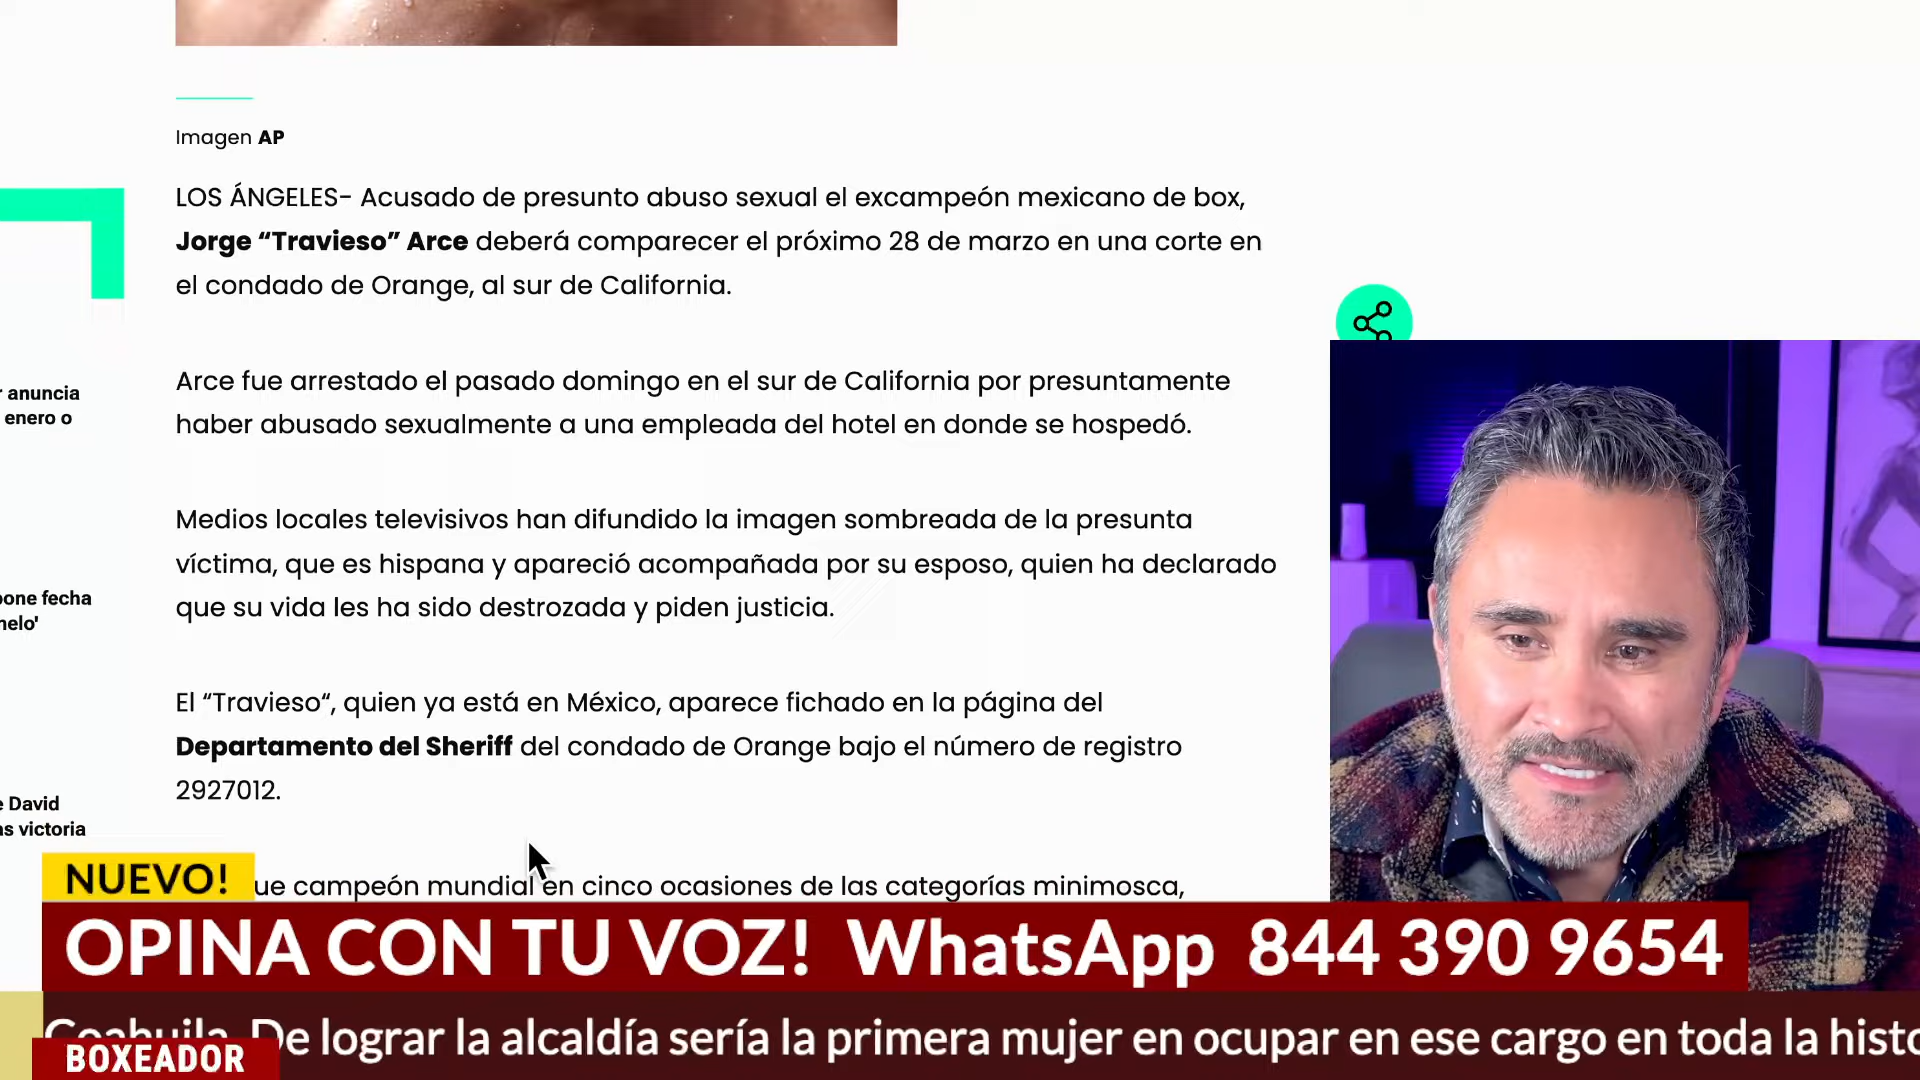 Imagen AP
LOS ÁNGELES- Acusado de presunto abuso sexual el excampeón mexicano de box,
Jorge “Travieso” Arce deberá comparecer el próximo 28 de marzo en una corte en
el condado de Orange, al sur de California.
Arce fue arrestado el pasado domingo en el sur de California por presuntamente
haber abusado sexualmente a una empleada del hotel en donde se hospedó.
Medios locales televisivos han difundido la imagen sombreada de la presunta
víctima, que es hispana y apareció acompañada por su esposo, quien ha declarado
que su vida les ha sido destrozada y piden justicia.
El “Travieso“, quien ya está en México, aparece fichado en la página del
Departamento del Sheriff del condado de Orange bajo el número de registro
2927012.
ue campeón mundial en cinco ocasiones de las categorías minimosca,
r anuncia
enero o
pone fecha
nelo'
e David
as victoria
NUEVO!
OPINA CON TU VOZ! WhatsApp 844 390 9654
Coahuila. De lograr la alcaldía sería la primera mujer en ocupar en ese cargo en toda la histo
BOXEADOR